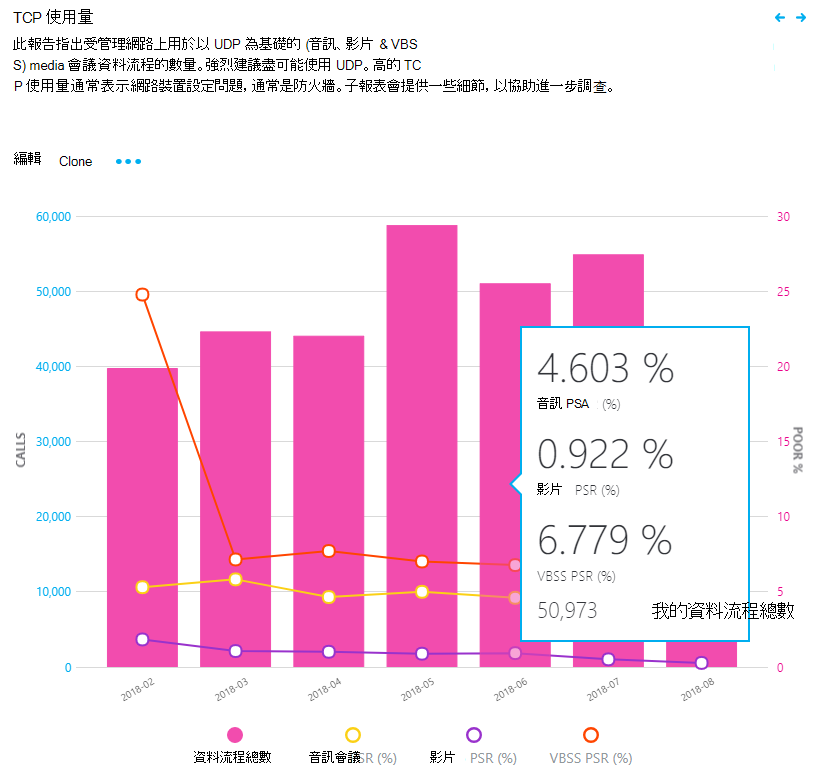 TCP 使用量
此報告指出受管理網路上用於以 UDP 為基礎的 (音訊、影片 & VBS
S) media 會議資料流程的數量。強烈建議盡可能使用 UDP。高的 TC
P 使用量通常表示網路裝置設定問題，通常是防火牆。子報表會提供一些細節，以協助進一步調查。
編輯 Clone
60,000 30
50,000 25
40,000 20
30,000 15
20,000 10
10,000 5
0 0
CALLS
POOR %
4.603 %
音訊 PSA (%)
0.922 %
影片 PSR (%)
6.779 %
VBSS PSR (%)
50,973 我的資料流程總數
2018-02 2018-03 2018-04 2018-05 2018-06 2018-07 2018-08
資料流程總數 音訊會議SR (%) 影片 PSR (%) VBSS PSR (%)